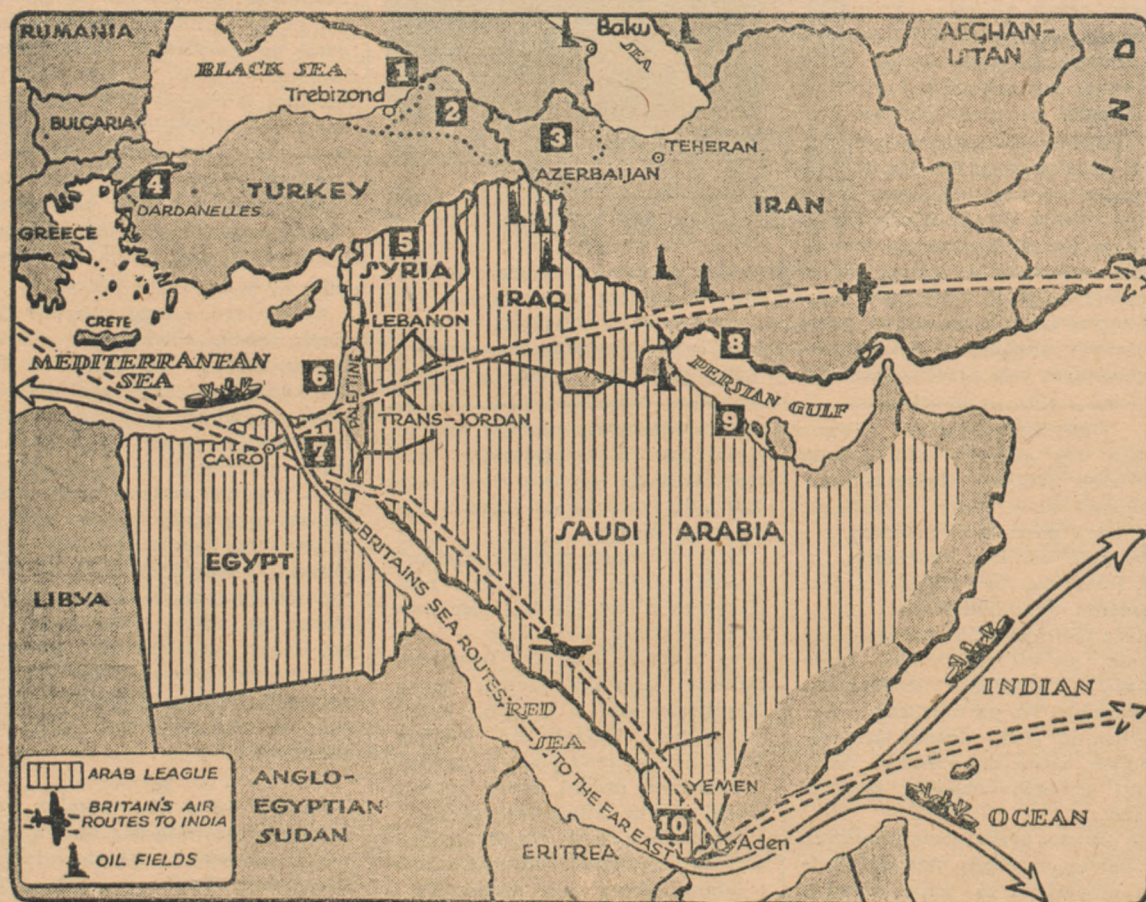 RUMANIA
BLACK SEA
1
Trebizond
Baku
SEA
AFGHAN-
ISTAN
IND
BULGARIA
2
3
TEHERAN
AZERBAIJAN
4
TURKEY
DARDANELLES
IRAN
GREECE
5
SYRIA
IRAQ
CRETE
LEBANON
MEDITERRANEAN
SEA
6
PALESTINE
8
PERSIAN GULF
9
TRANS-JORDAN
CAIRO
7
EGYPT
SAUDI ARABIA
LIBYA
BRITAINS SEA ROUTES
TO THE FAR EAST
RED
SEA
INDIAN
OCEAN
YEMEN
10
Aden
ERITREA
ANGLO-
EGYPTIAN
SUDAN
ARAB LEAGUE
BRITAIN'S AIR
ROUTES TO INDIA
OIL FIELDS